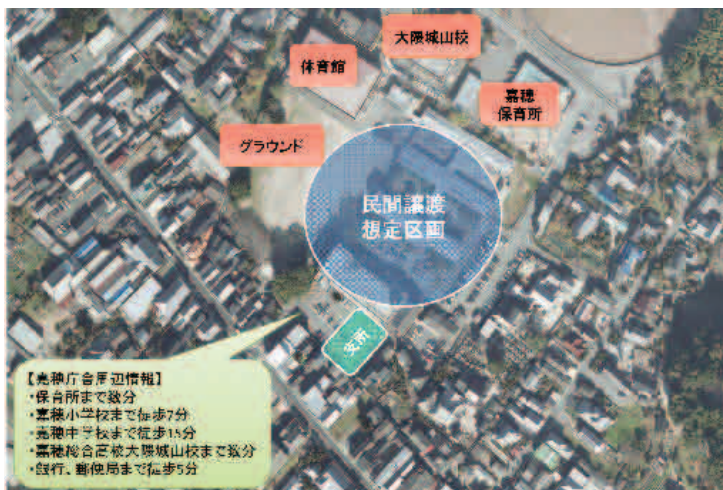 大隈城山校
体育館
嘉穂
保育所
グラウンド
民間譲渡
想定区画
支所
【嘉穂庁舎周辺情報】
・保育所まで数分
・嘉穂小学校まで徒歩7分
・嘉穂中学校まで徒歩15分
・嘉穂総合高校大隈城山校まで数分
・銀行、郵便局まで徒歩5分